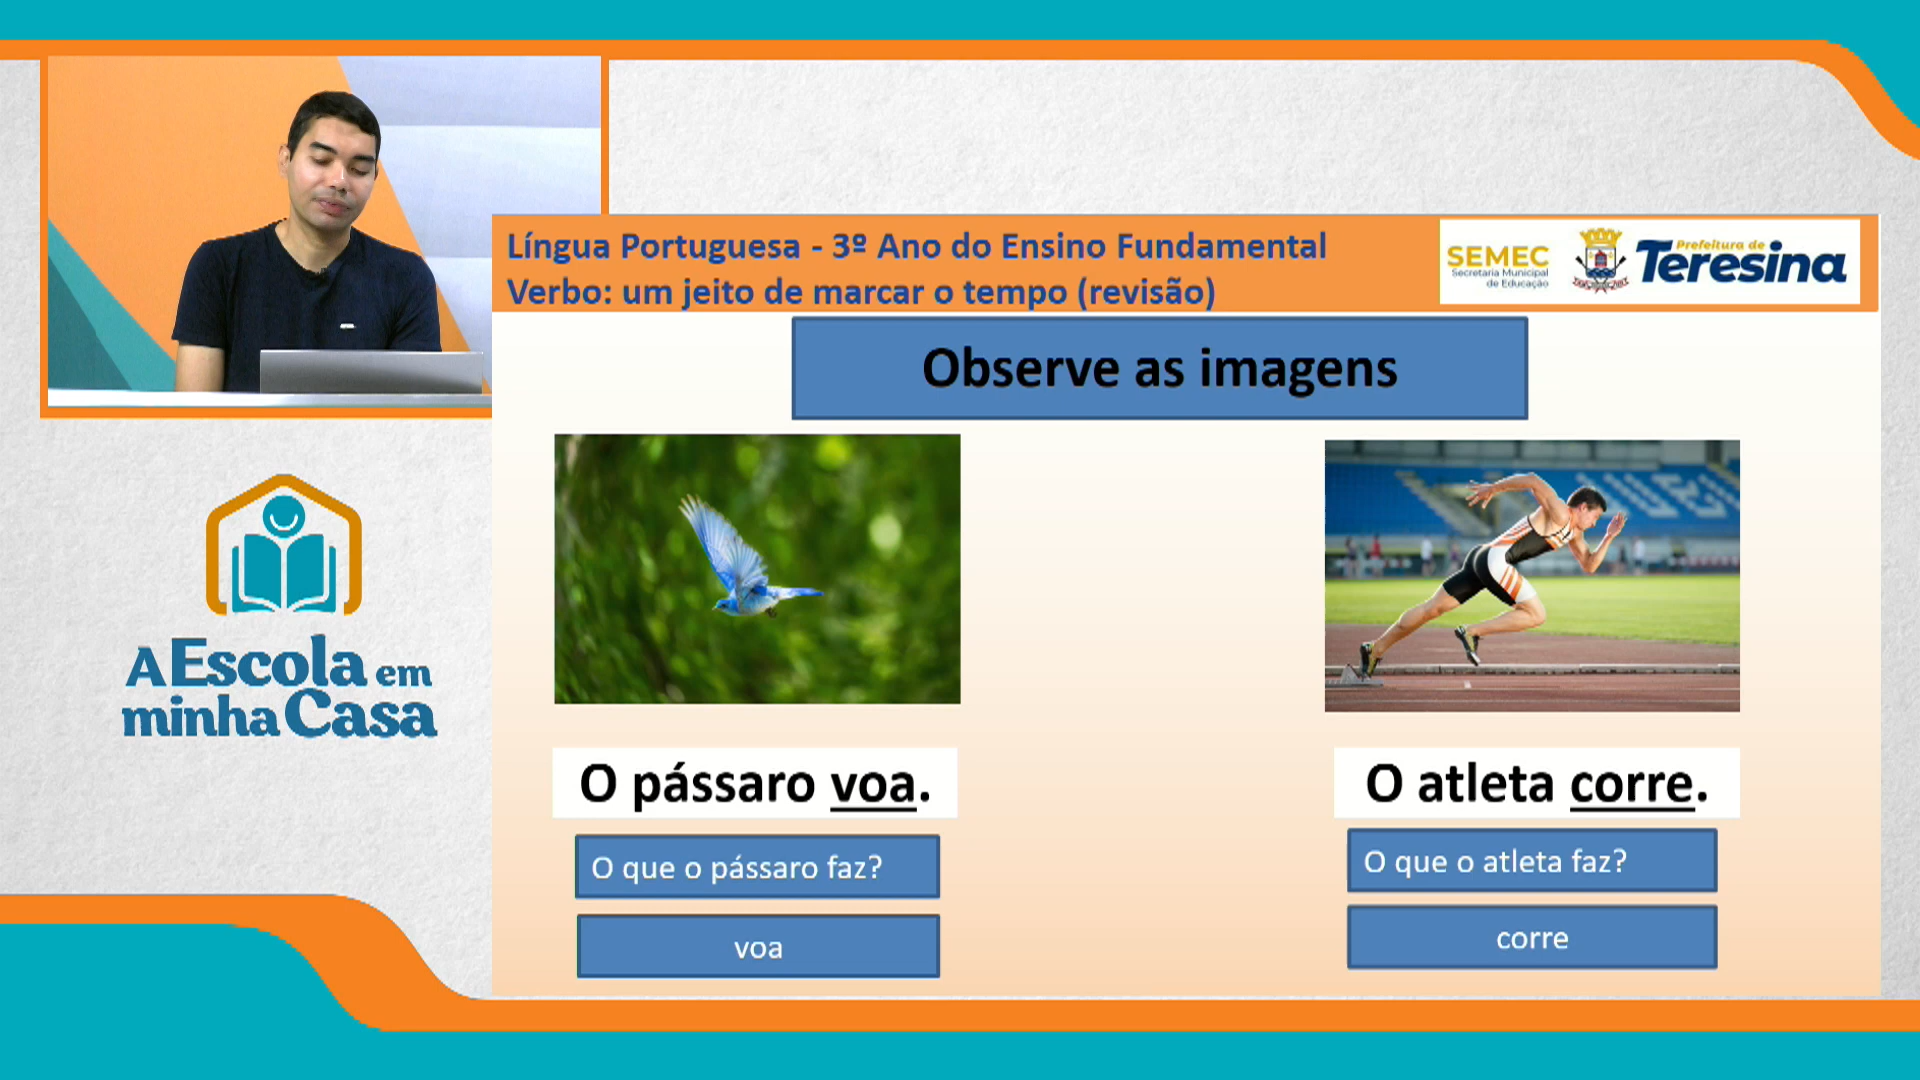 Língua Portuguesa - 3º Ano do Ensino Fundamental
Verbo: um jeito de marcar o tempo (revisão)
SEMEC
Secretaria Municipal
de Educação
Prefeitura de
Teresina
Observe as imagens
O pássaro voa.
O que o pássaro faz?
voa
O atleta corre.
O que o atleta faz?
corre
A Escola em
minha Casa